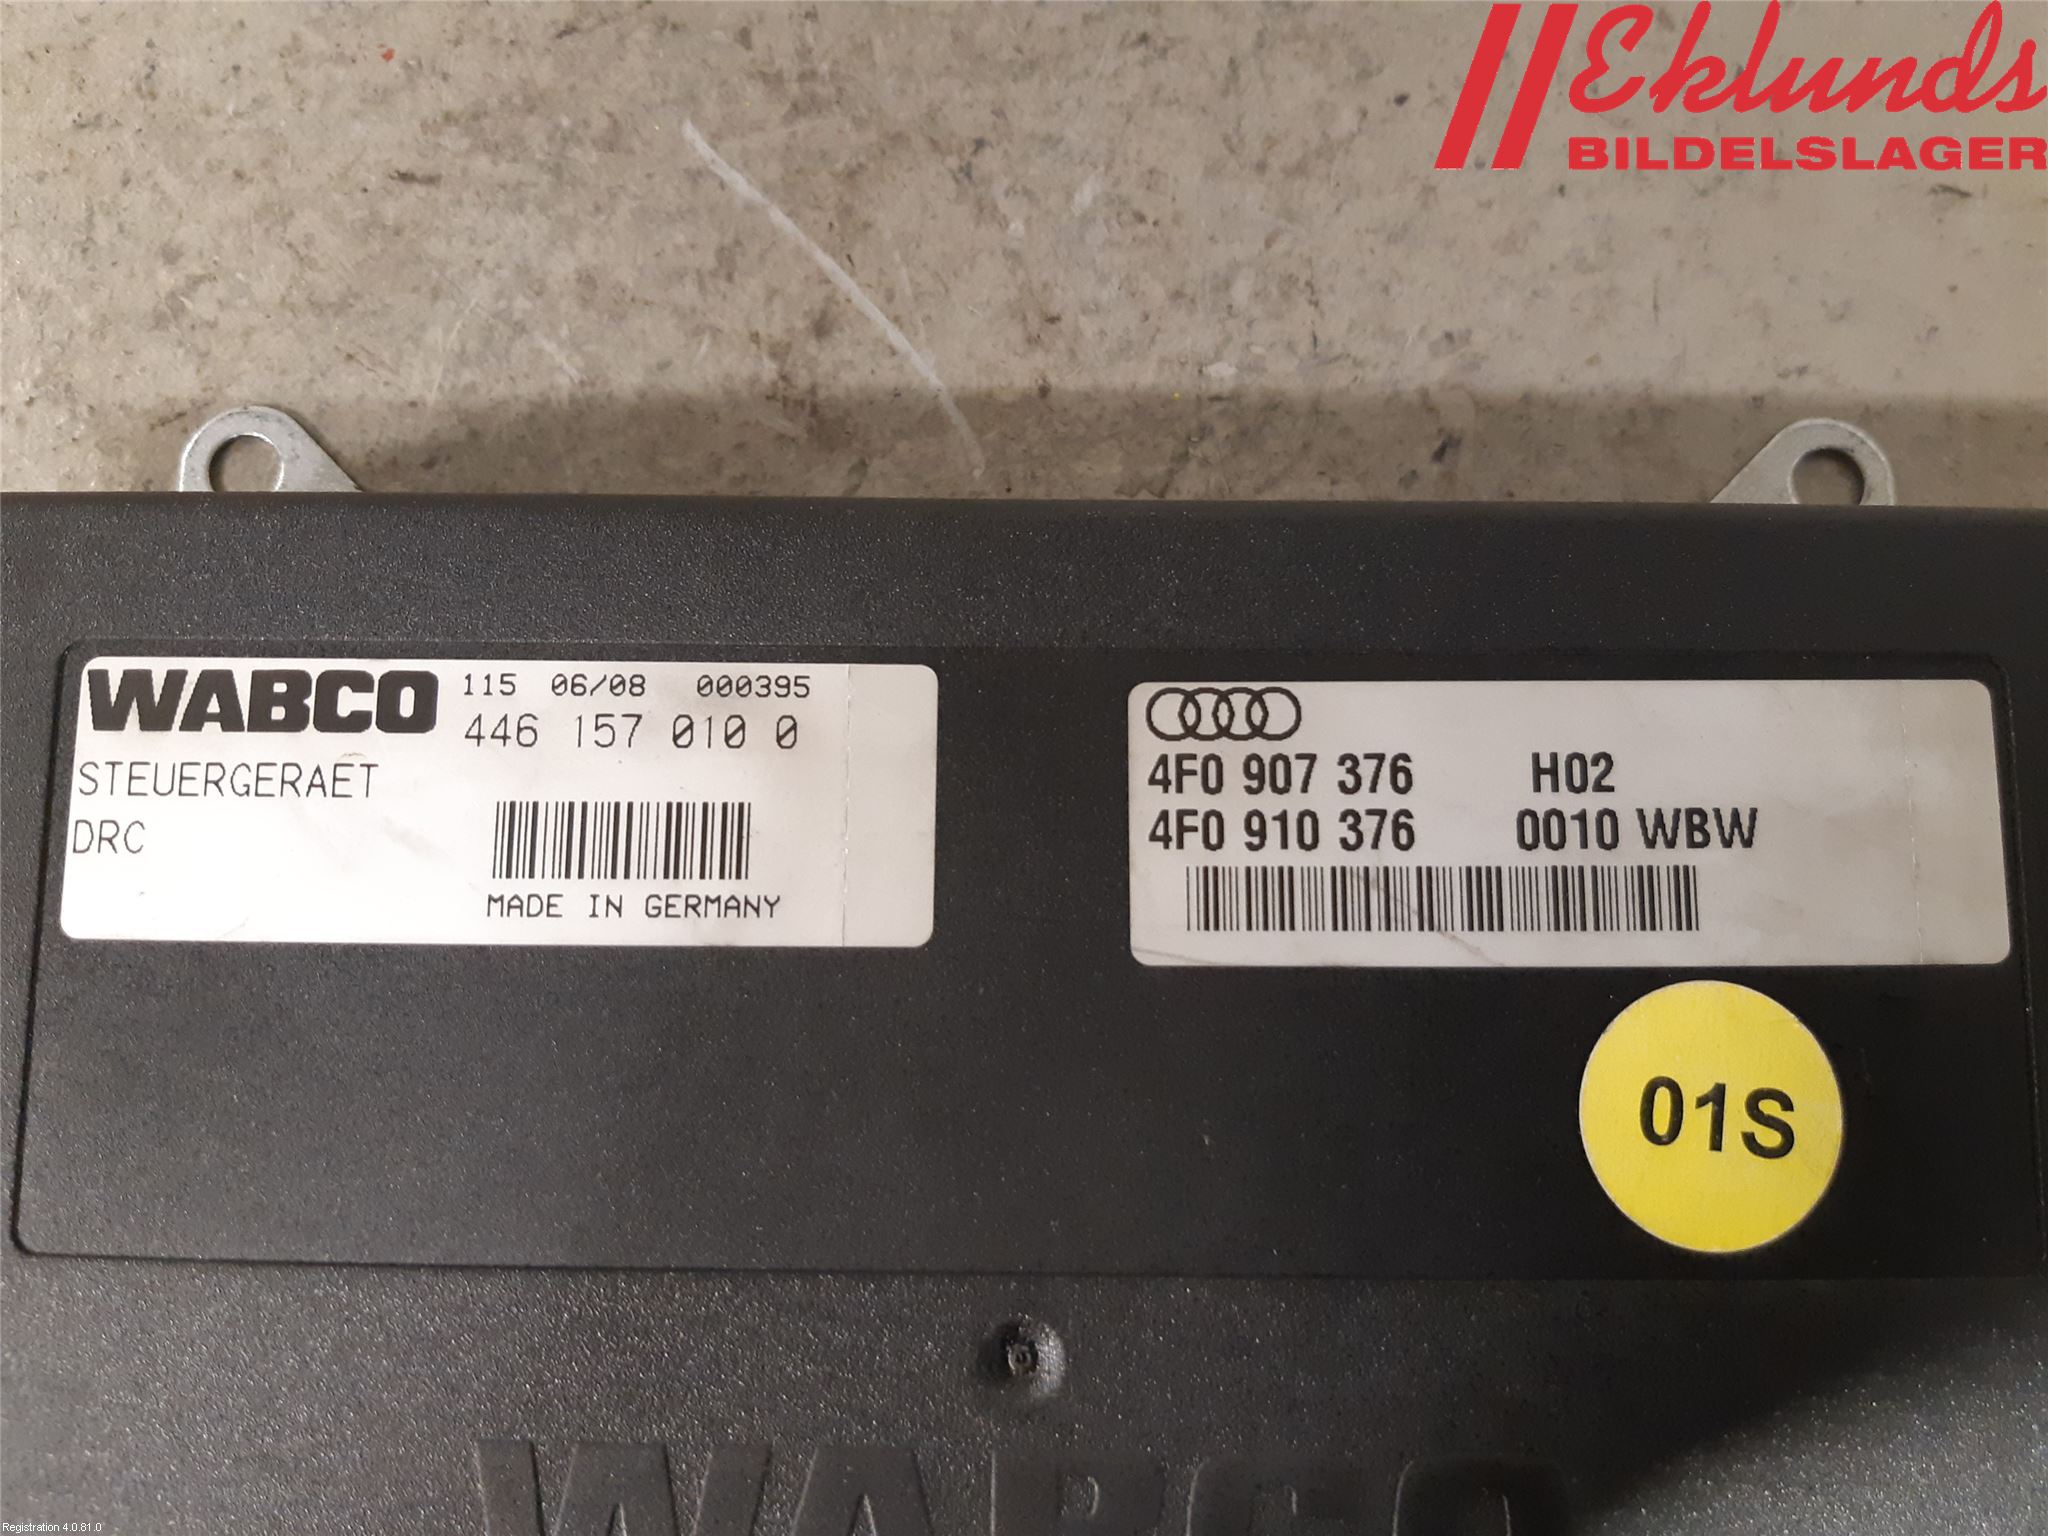 Eklunds
BILDELSLAGER
WABCO 115 06/08 000395
446 157 010 0
STEUERGERAET
DRC
MADE IN GERMANY
4F0 907 376 H02
4F0 910 376 0010 WBW
01S
WABCO
Registration 4.0.81.0